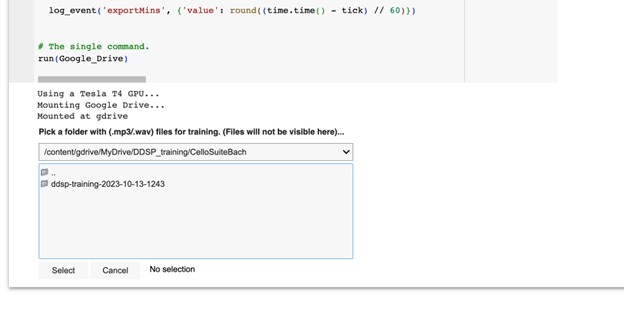 log_event('exportMins', {'value': round((time.time() - tick) // 60)})
# The single command.
run(Google_Drive)
Using a Tesla T4 GPU...
Mounting Google Drive...
Mounted at gdrive
Pick a folder with (.mp3/.wav) files for training. (Files will not be visible here)...
/content/gdrive/MyDrive/DDSP_training/CelloSuiteBach
..
ddsp-training-2023-10-13-1243
Select Cancel No selection